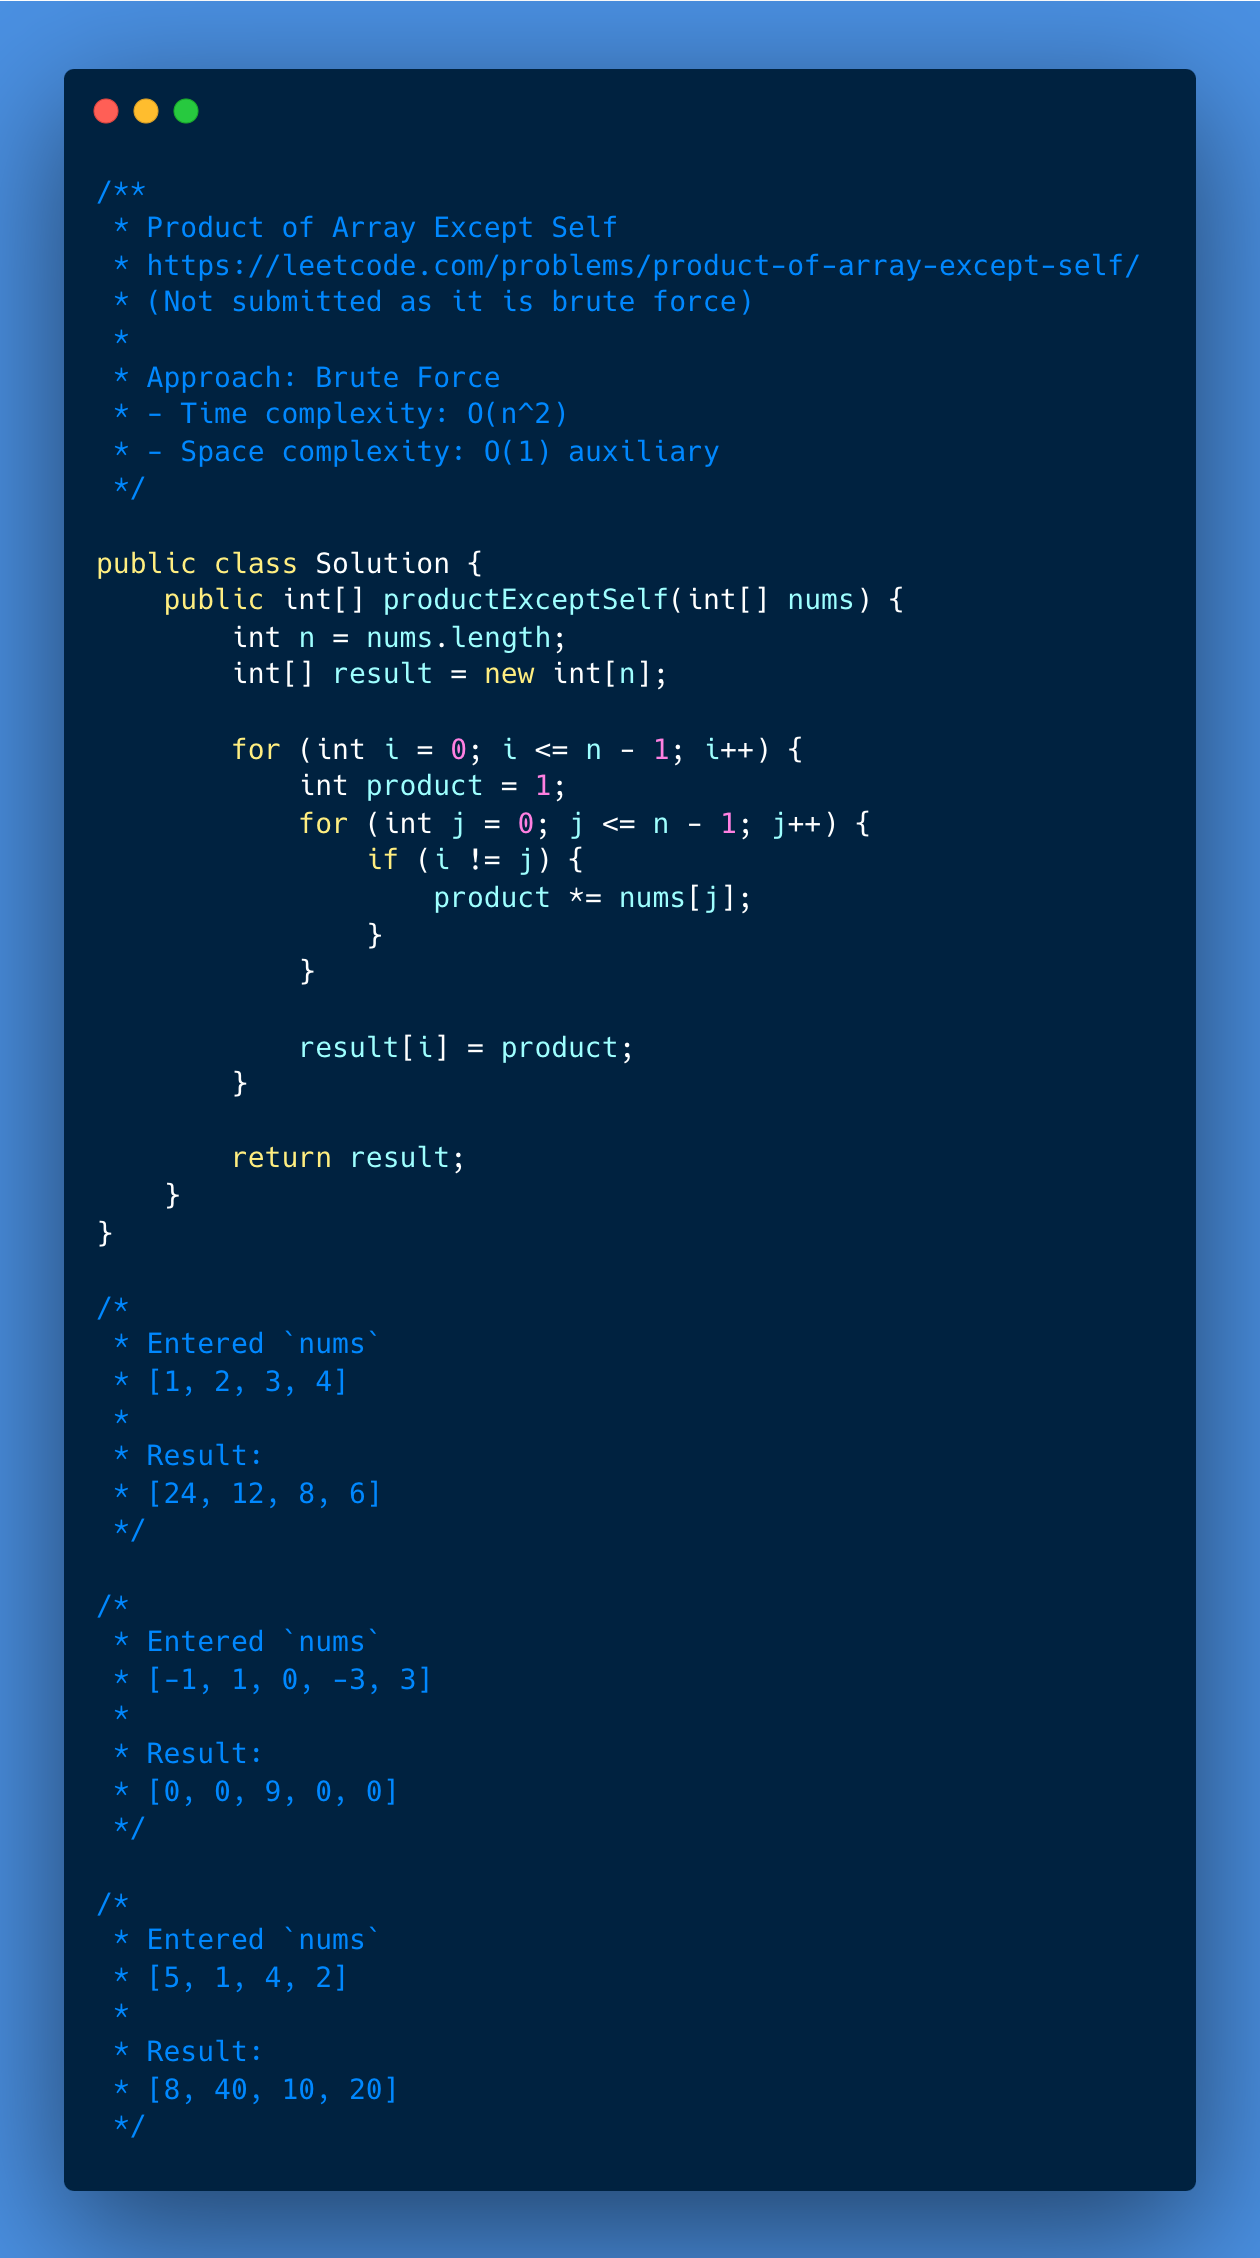 /**
 * Product of Array Except Self
 * https://leetcode.com/problems/product-of-array-except-self/
 * (Not submitted as it is brute force)
 *
 * Approach: Brute Force
 * - Time complexity: O(n^2)
 * - Space complexity: O(1) auxiliary
 */

public class Solution {
    public int[] productExceptSelf(int[] nums) {
        int n = nums.length;
        int[] result = new int[n];

        for (int i = 0; i <= n - 1; i++) {
            int product = 1;
            for (int j = 0; j <= n - 1; j++) {
                if (i != j) {
                    product *= nums[j];
                }
            }

            result[i] = product;
        }

        return result;
    }
}

/*
 * Entered `nums`
 * [1, 2, 3, 4]
 *
 * Result:
 * [24, 12, 8, 6]
 */

/*
 * Entered `nums`
 * [-1, 1, 0, -3, 3]
 *
 * Result:
 * [0, 0, 9, 0, 0]
 */

/*
 * Entered `nums`
 * [5, 1, 4, 2]
 *
 * Result:
 * [8, 40, 10, 20]
 */